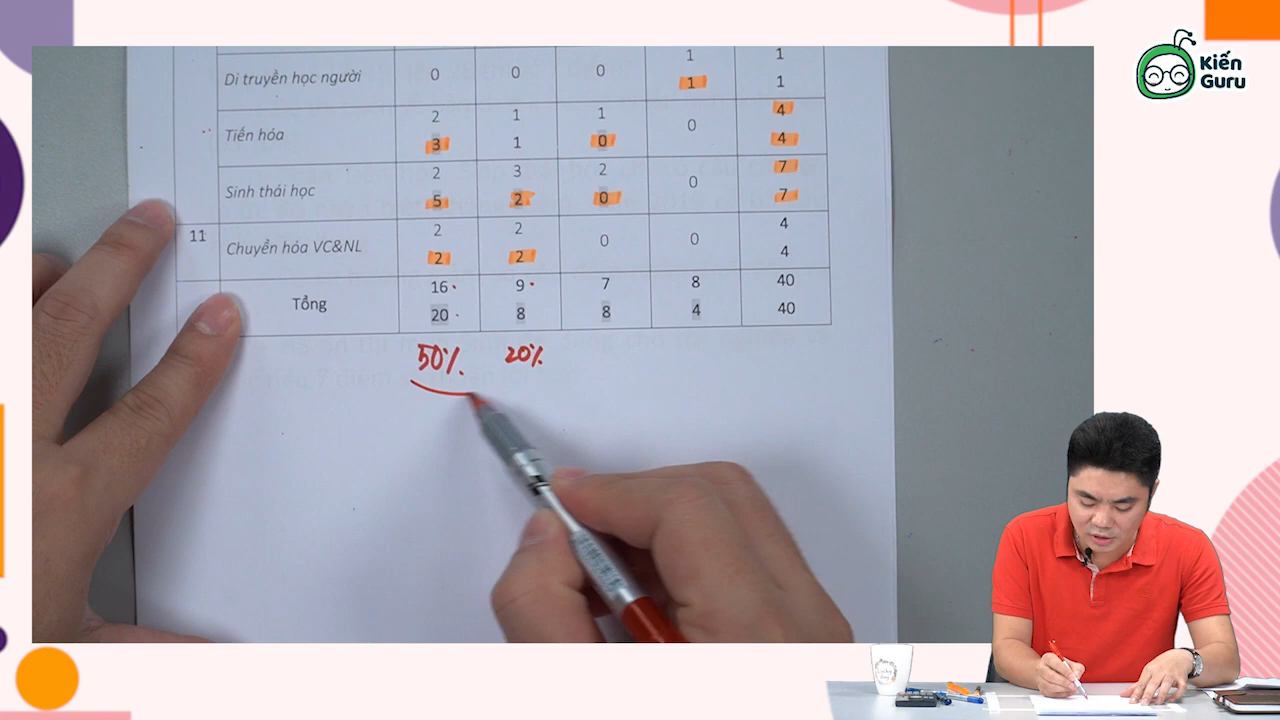 Kiến
Guru
1 1
Di truyền học người 0 0 0 1 1
2 1 1 4
Tiến hóa 0
3 1 0 4
2 3 2 7
Sinh thái học 0
5 2 0 7
11 2 2 4
Chuyển hóa VC&NL 0 0
2 2 4
16 9 7 8 40
Tổng
20 8 8 4 40
50% 20%